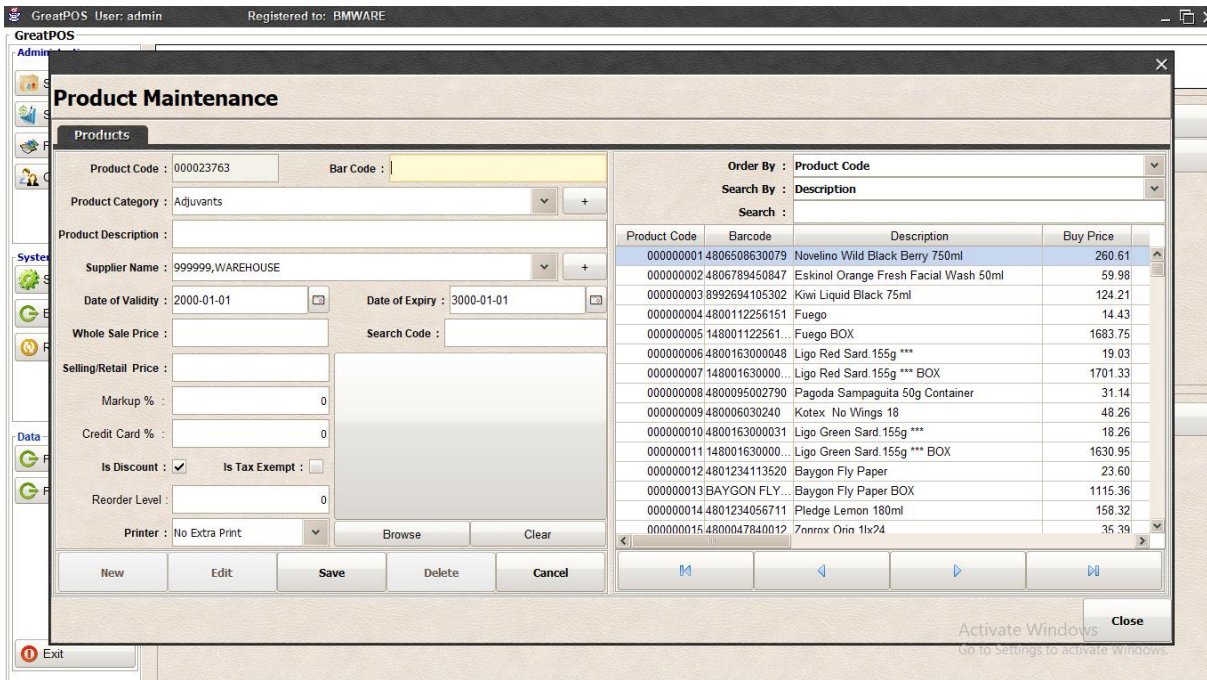 GreatPOS User: admin Registered to: BMWARE
GreatPOS
Product Maintenance
Products
Product Code : 000023763 Bar Code :
Product Category : Adjuvants +
Product Description :
Supplier Name : 999999,WAREHOUSE +
Date of Validity : 2000-01-01 Date of Expiry : 3000-01-01
Whole Sale Price : Search Code :
Selling/Retail Price :
Markup % : 0
Credit Card % : 0
Is Discount : Is Tax Exempt :
Reorder Level : 0
Printer : No Extra Print Browse Clear
New Edit Save Delete Cancel
Order By : Product Code
Search By : Description
Search :
Product Code Barcode Description Buy Price
000000001 4806508630079 Novelino Wild Black Berry 750ml 260.61
000000002 4806789450847 Eskinol Orange Fresh Facial Wash 50ml 59.98
000000003 8992694105302 Kiwi Liquid Black 75ml 124.21
000000004 4800112256151 Fuego 14.43
000000005 148001122561... Fuego BOX 1683.75
000000006 4800163000048 Ligo Red Sard.155g *** 19.03
000000007 148001630000... Ligo Red Sard.155g *** BOX 1701.33
000000008 4800095002790 Pagoda Sampaguita 50g Container 31.14
000000009 480006030240 Kotex No Wings 18 48.26
000000010 4800163000031 Ligo Green Sard.155g *** 18.26
000000011 148001630000... Ligo Green Sard.155g *** BOX 1630.95
000000012 4801234113520 Baygon Fly Paper 23.60
000000013 BAYGON FLY... Baygon Fly Paper BOX 1115.36
000000014 4801234056711 Pledge Lemon 180ml 158.32
000000015 4800047840012 Zonrox Orig 1lx24 35.39
Close
Data
Exit
Activate Windows
Go to Settings to activate Windows.